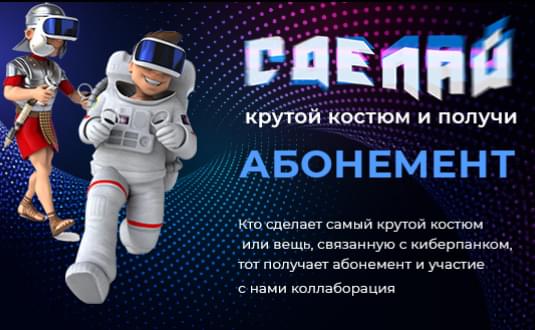 СДЕЛАЙ
крутой костюм и получи
АБОНЕМЕНТ
Кто сделает самый крутой костюм
или вещь, связанную с киберпанком,
тот получает абонемент и участие
с нами коллаборация